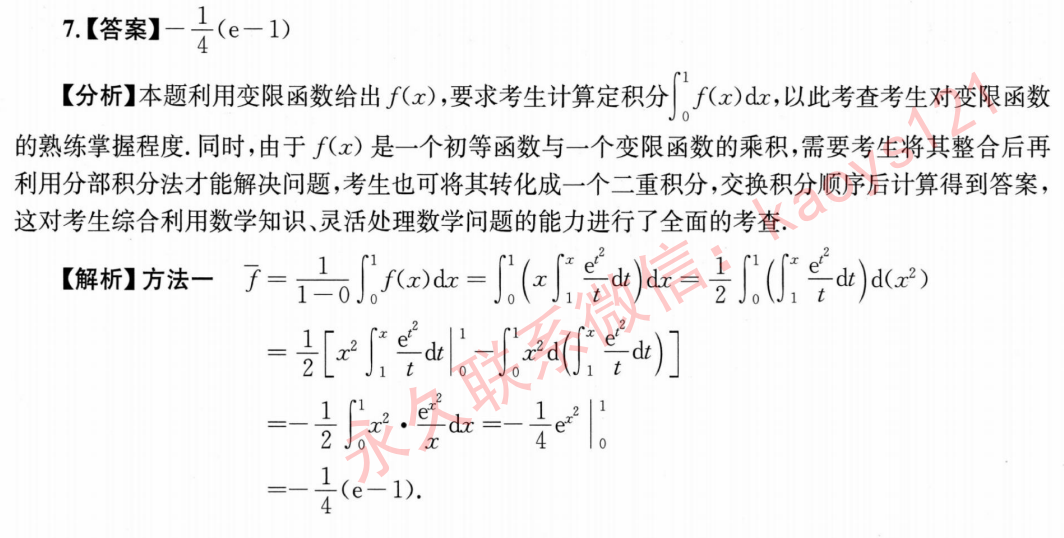 7.【答案】$-\frac{1}{4}(e-1)$
【分析】本题利用变限函数给出 $f(x)$,要求考生计算定积分$\int_0^1 f(x)dx$,以此考查考生对变限函数
的熟练掌握程度.同时,由于 $f(x)$ 是一个初等函数与一个变限函数的乘积,需要考生将其整合后再
利用分部积分法才能解决问题,考生也可将其转化成一个二重积分,交换积分顺序后计算得到答案,
这对考生综合利用数学知识、灵活处理数学问题的能力进行了全面的考查.
【解析】方法一 $\overline{f}=\frac{1}{1-0}\int_0^1 f(x)dx=\int_0^1\left(x\int_1^x\frac{e^{t^2}}{t}dt\right)dx=\frac{1}{2}\int_0^1\left(\int_1^x\frac{e^{t^2}}{t}dt\right)d(x^2)$
$=\frac{1}{2}\left[x^2\int_1^x\frac{e^{t^2}}{t}dt\Big|_0^1-\int_0^1 x^2d\left(\int_1^x\frac{e^{t^2}}{t}dt\right)\right]$
$=-\frac{1}{2}\int_0^1 x^2\cdot\frac{e^{x^2}}{x}dx=-\frac{1}{4}e^{x^2}\Big|_0^1$
$=-\frac{1}{4}(e-1).$
永久联系微信：kaoys121